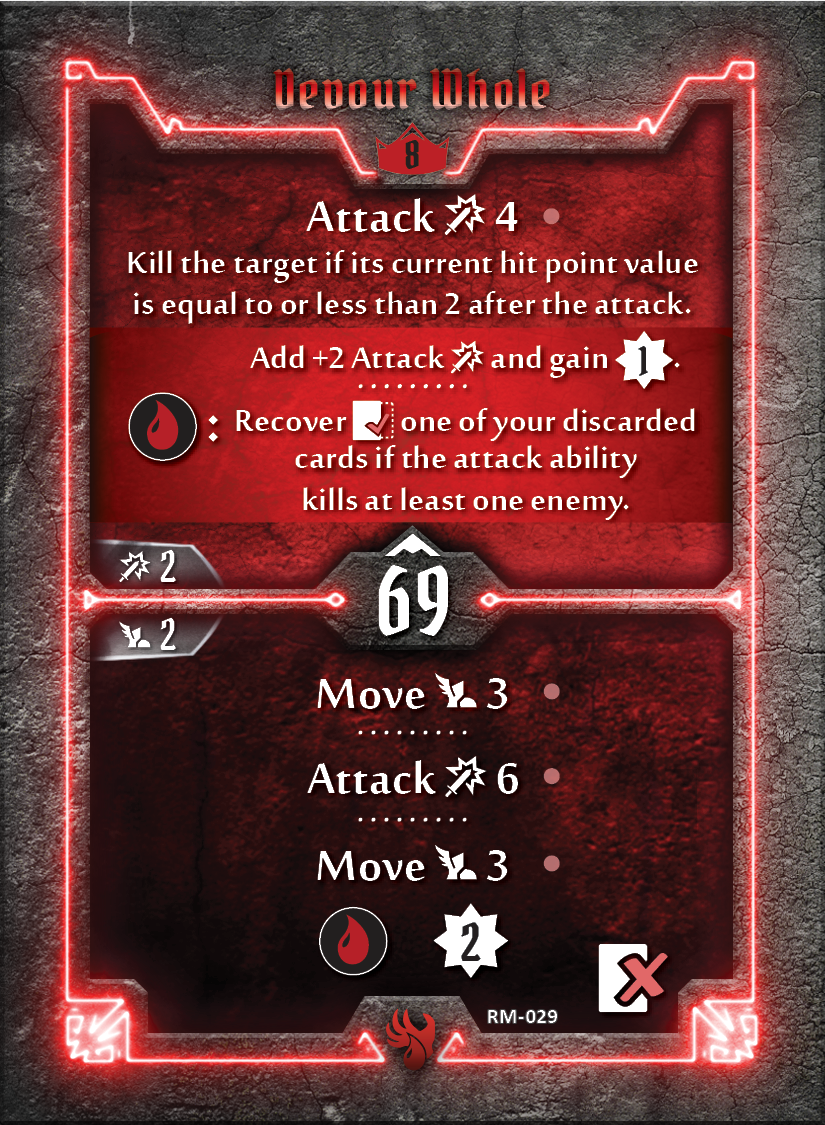 Devour Whole
8
Attack 4
Kill the target if its current hit point value
is equal to or less than 2 after the attack.
Add +2 Attack and gain 1.
: Recover one of your discarded
cards if the attack ability
kills at least one enemy.
2
69
2
Move 3
Attack 6
Move 3
2
RM-029